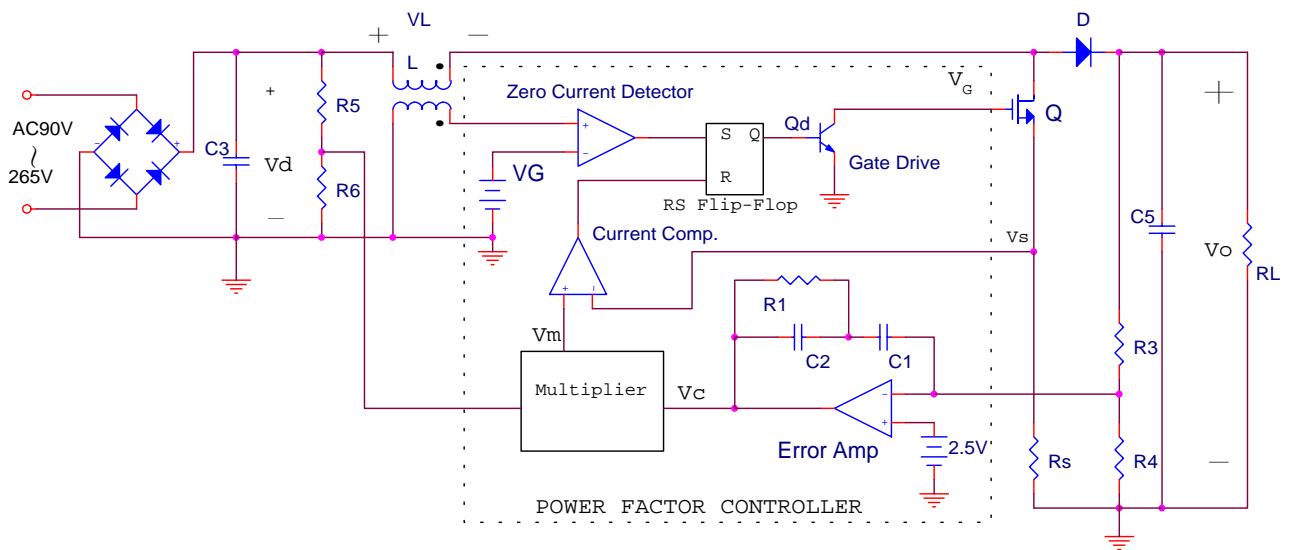 VL
D
+
−
L
+
R5
Zero Current Detector
V_G
+
AC90V
~
265V
C3
Vd
S
Q
R
Qd
Q
Gate Drive
VG
R6
RS Flip-Flop
−
C5
Current Comp.
Vs
Vo
RL
R1
Vm
C2
C1
R3
Multiplier
Vc
Error Amp
2.5V
Rs
R4
−
POWER FACTOR CONTROLLER